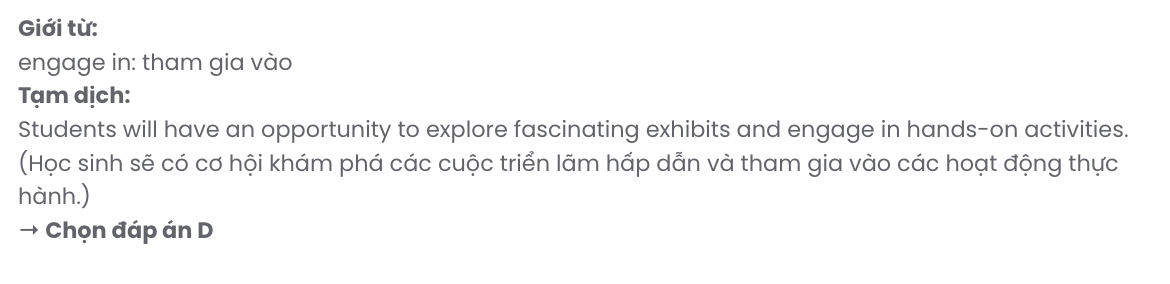 Giới từ:
engage in: tham gia vào
Tạm dịch:
Students will have an opportunity to explore fascinating exhibits and engage in hands-on activities.
(Học sinh sẽ có cơ hội khám phá các cuộc triển lãm hấp dẫn và tham gia vào các hoạt động thực
hành.)
→ Chọn đáp án D